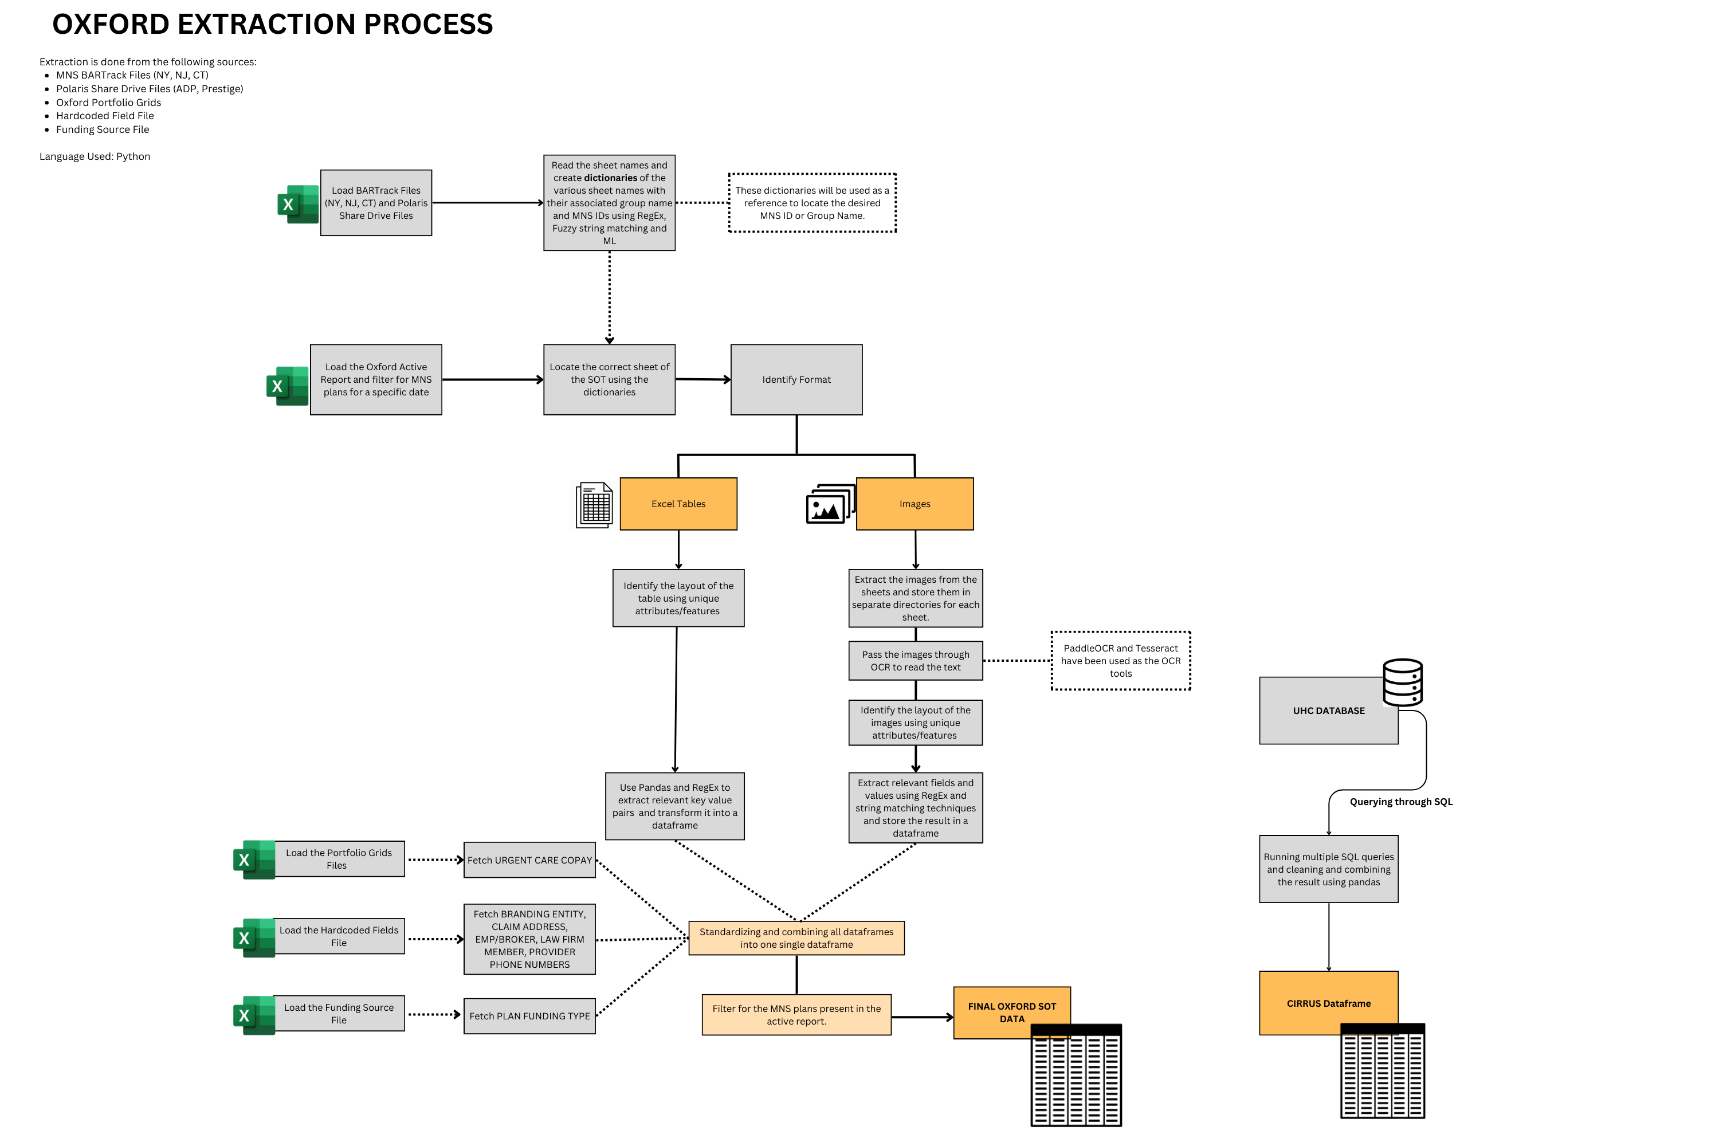 OXFORD EXTRACTION PROCESS
Extraction is done from the following sources:
• MNS BARTrack Files (NY, NJ, CT)
• Polaris Share Drive Files (ADP, Prestige)
• Oxford Portfolio Grids
• Hardcoded Field File
• Funding Source File
Language Used: Python
X
Load BARTrack Files
(NY, NJ, CT) and Polaris
Share Drive Files
Read the sheet names and
create dictionaries of the
various sheet names with
their associated group name
and MNS IDs using RegEx,
Fuzzy string matching and
ML
These dictionaries will be used as a
reference to locate the desired
MNS ID or Group Name.
X
Load the Oxford Active
Report and filter for MNS
plans for a specific date
Locate the correct sheet of
the SOT using the
dictionaries
Identify Format
Excel Tables
Images
Identify the layout of the
table using unique
attributes/features
Extract the images from the
sheets and store them in
separate directories for each
sheet.
Pass the images through
OCR to read the text
PaddleOCR and Tesseract
have been used as the OCR
tools
Identify the layout of the
images using unique
attributes/features
Use Pandas and RegEx to
extract relevant key value
pairs and transform it into a
dataframe
Extract relevant fields and
values using RegEx and
string matching techniques
and store the result in a
dataframe
X
Load the Portfolio Grids
Files
Fetch URGENT CARE COPAY
X
Load the Hardcoded Fields
File
Fetch BRANDING ENTITY,
CLAIM ADDRESS,
EMP/BROKER, LAW FIRM
MEMBER, PROVIDER
PHONE NUMBERS
X
Load the Funding Source
File
Fetch PLAN FUNDING TYPE
Standardizing and combining all dataframes
into one single dataframe
Filter for the MNS plans present in the
active report.
FINAL OXFORD SOT
DATA
UHC DATABASE
Querying through SQL
Running multiple SQL queries
and cleaning and combining
the result using pandas
CIRRUS Dataframe